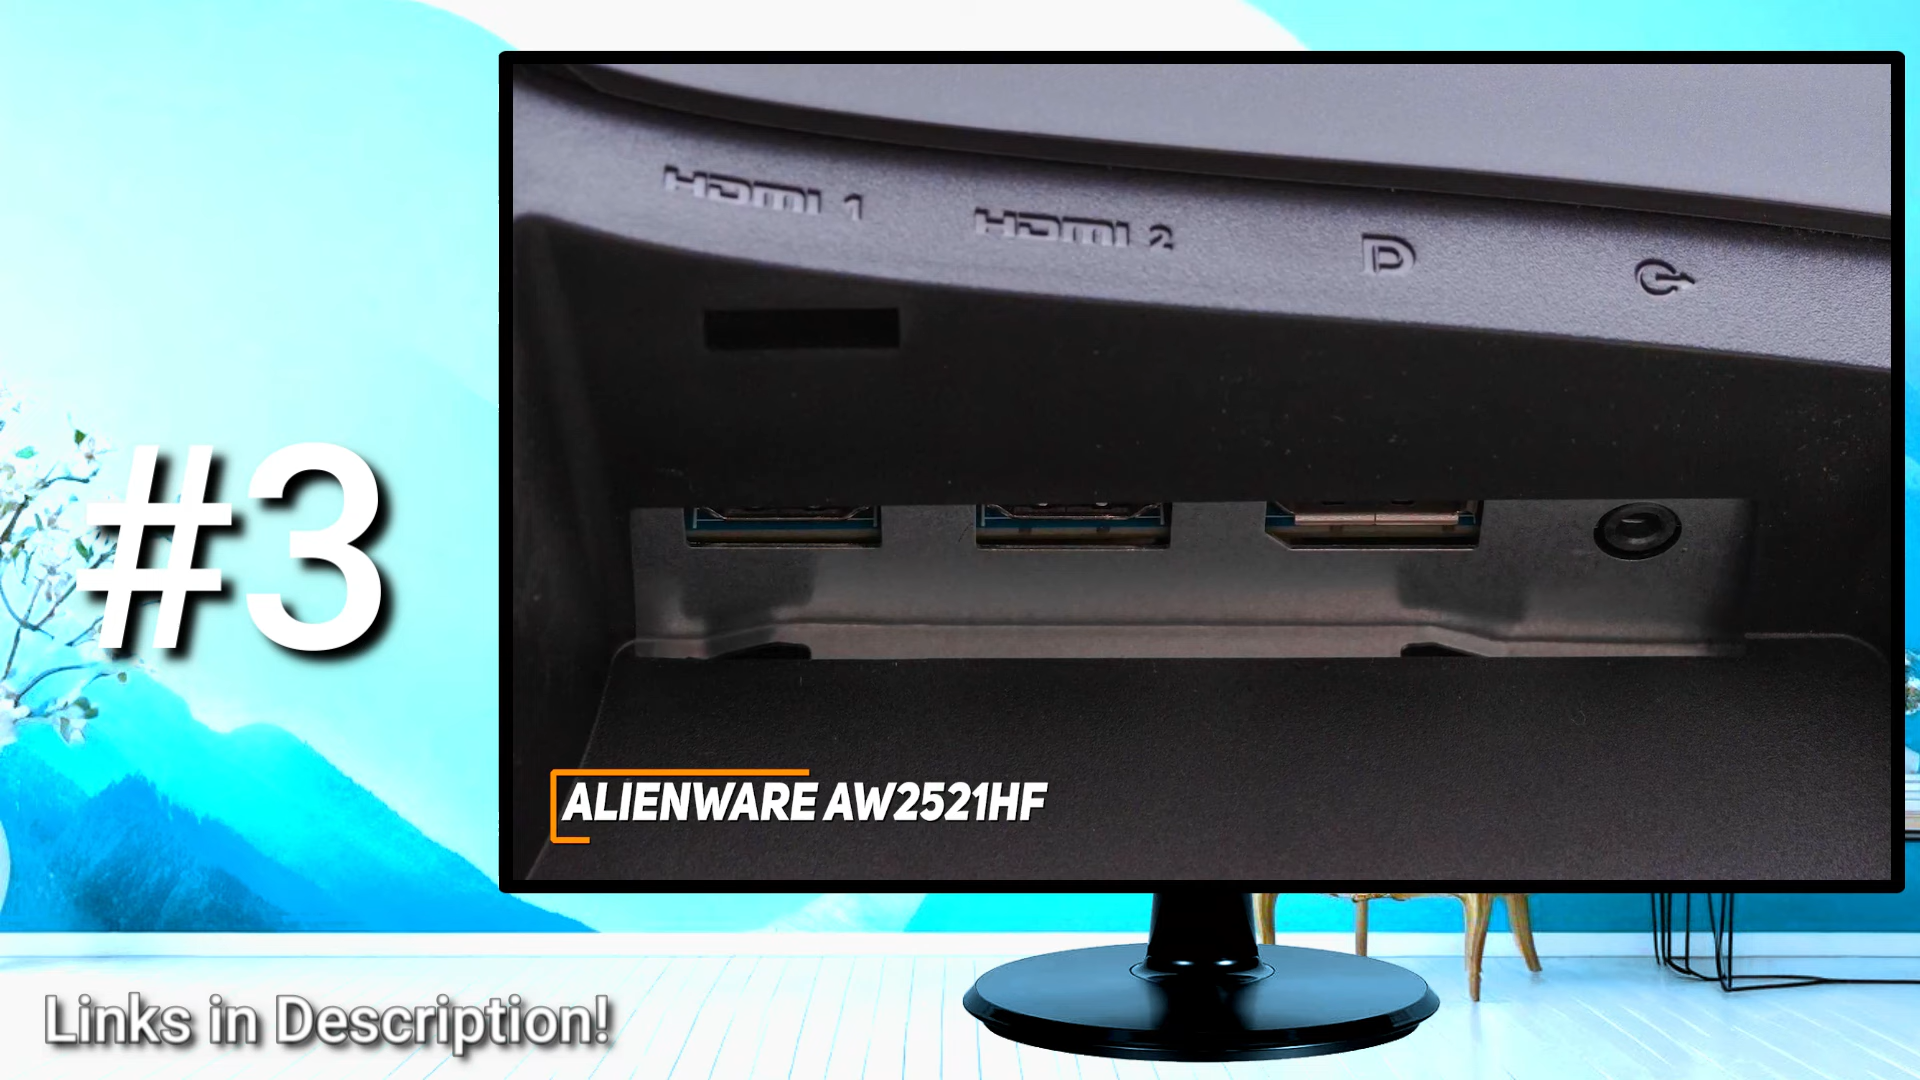 HDMI 1
HDMI 2
#3
ALIENWARE AW2521HF
Links in Description!